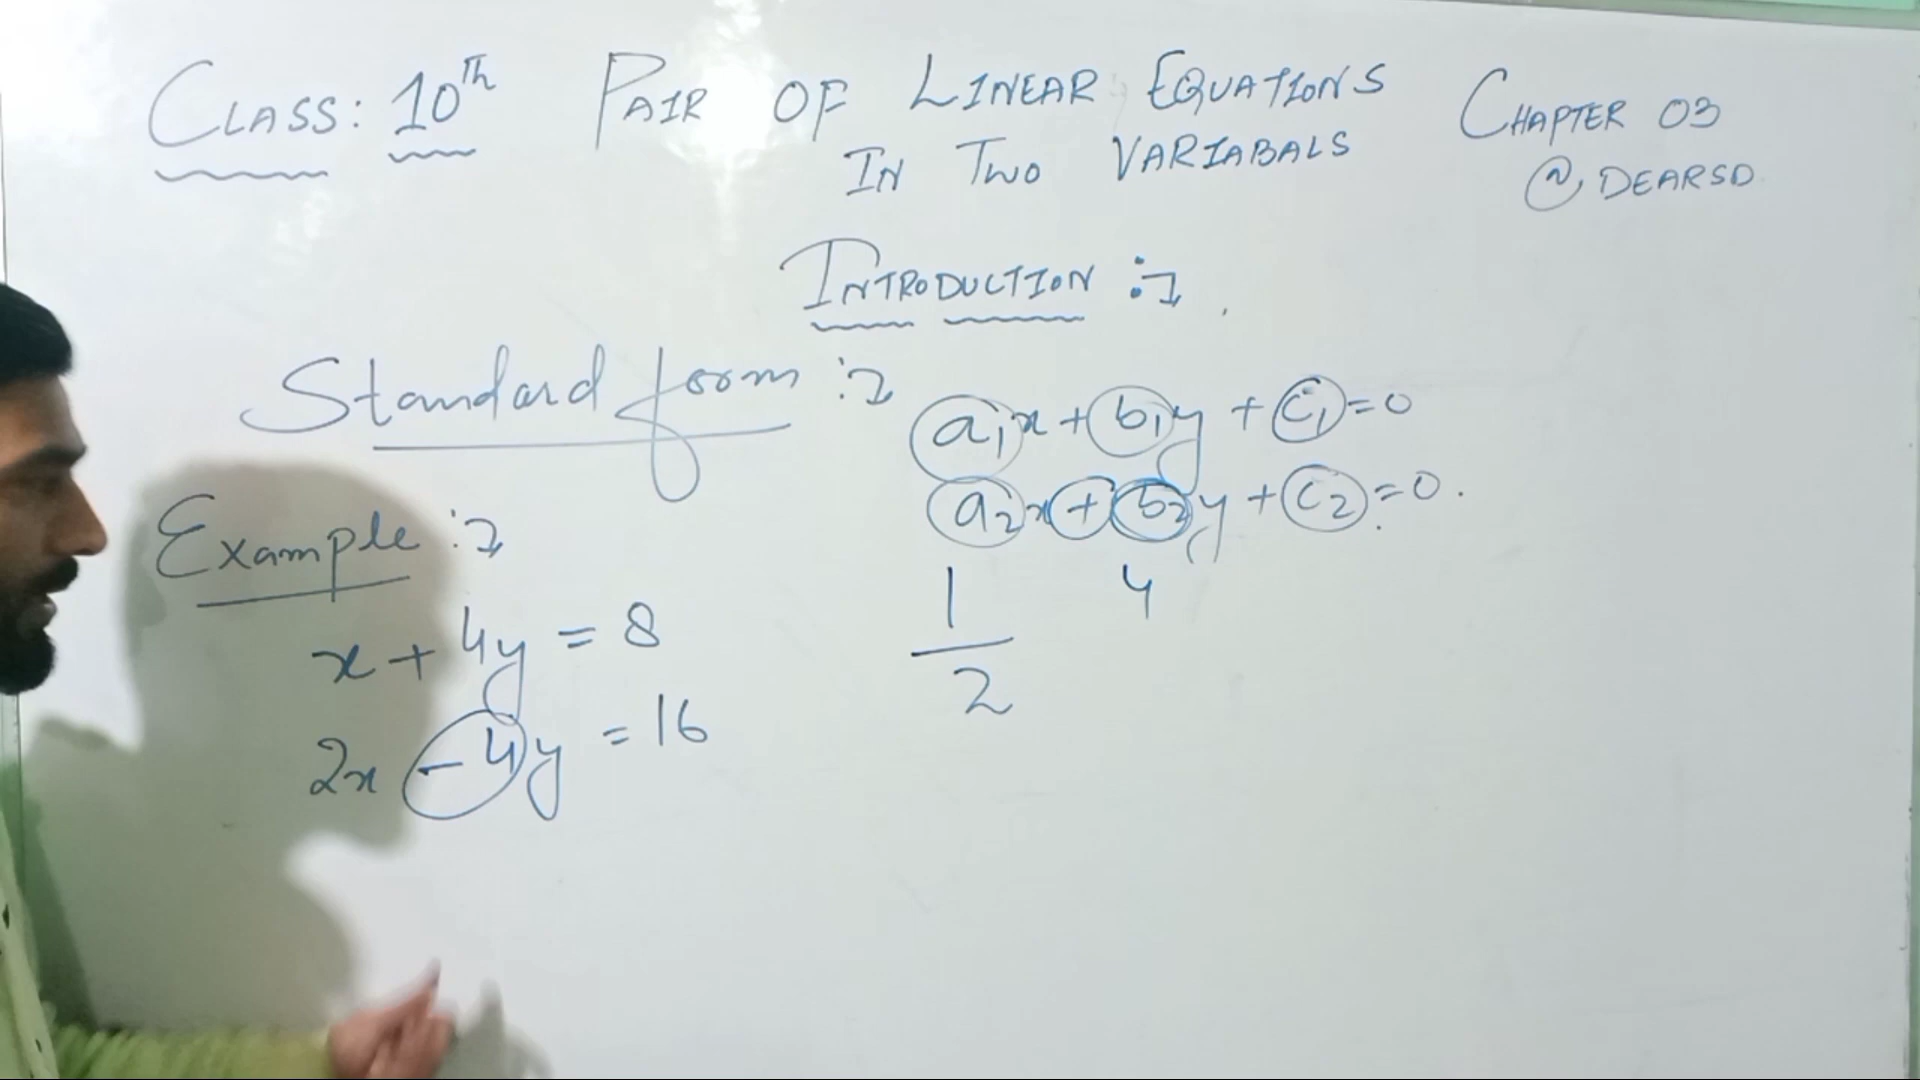 CLASS: 10Th PAIR OF LINEAR EQUATIONS
IN TWO VARIABALS
CHAPTER 03
@ DEARSD
INTRODUCTION :-
Standard form :-
a₁x + b₁y + c₁ = 0
a₂x + b₂y + c₂ = 0.
Example :-
x + 4y = 8
2x - 4y = 16
1 4
2